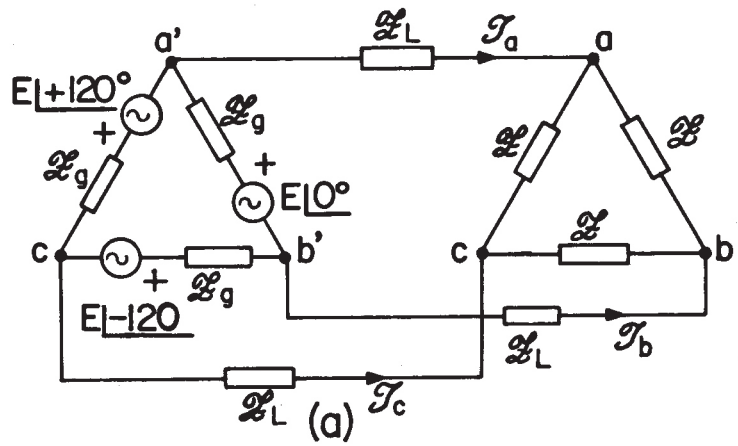 𝒵L
ℐa
a'
a
E∠+120°
+
𝒵g
𝒵g
+
E∠0°
𝒵
𝒵
c
+
𝒵g
b'
c
𝒵
b
E∠-120
𝒵L
ℐb
𝒵L
ℐc
(a)